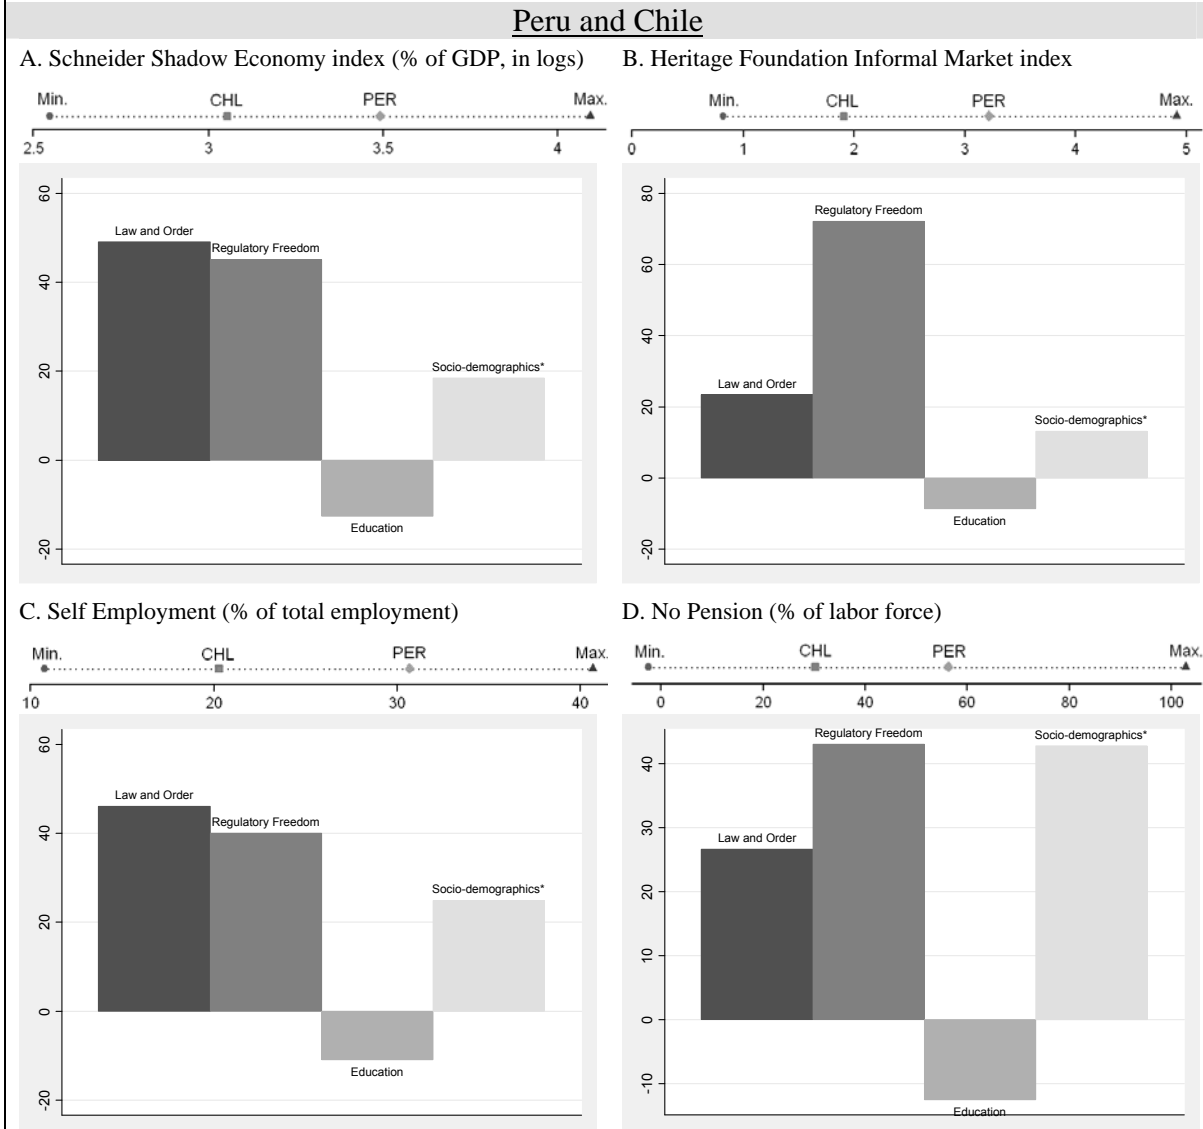 Peru and Chile
A. Schneider Shadow Economy index (% of GDP, in logs)
Min. CHL PER Max.
2.5 3 3.5 4
60
40
20
0
-20
Law and Order
Regulatory Freedom
Education
Socio-demographics*
B. Heritage Foundation Informal Market index
Min. CHL PER Max.
0 1 2 3 4 5
80
60
40
20
0
-20
Law and Order
Regulatory Freedom
Education
Socio-demographics*
C. Self Employment (% of total employment)
Min. CHL PER Max.
10 20 30 40
60
40
20
0
-20
Law and Order
Regulatory Freedom
Education
Socio-demographics*
D. No Pension (% of labor force)
Min. CHL PER Max.
0 20 40 60 80 100
40
30
20
10
0
-10
Law and Order
Regulatory Freedom
Education
Socio-demographics*